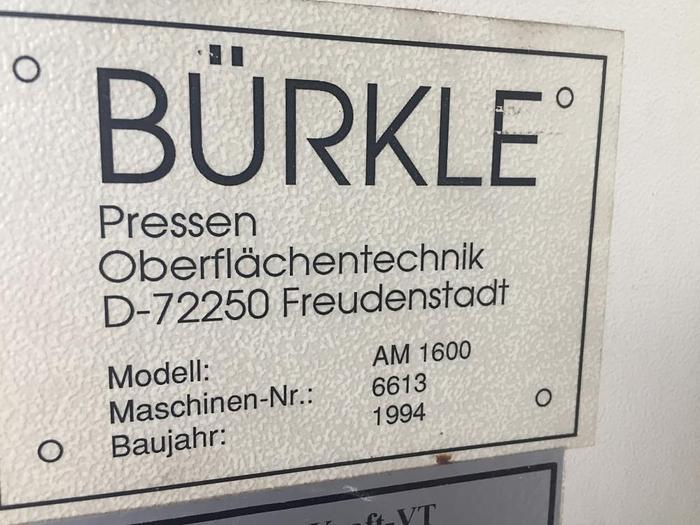 BÜRKLE
Pressen
Oberflächentechnik
D-72250 Freudenstadt
Modell: AM 1600
Maschinen-Nr.: 6613
Baujahr: 1994